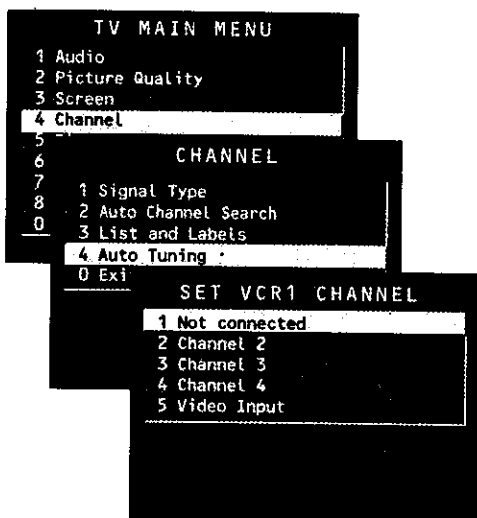 TV MAIN MENU
1 Audio
2 Picture Quality
3 Screen
4 Channel
5
6
7
8
0
CHANNEL
1 Signal Type
2 Auto Channel Search
3 List and Labels
4 Auto Tuning
0 Exi
SET VCR1 CHANNEL
1 Not connected
2 Channel 2
3 Channel 3
4 Channel 4
5 Video Input